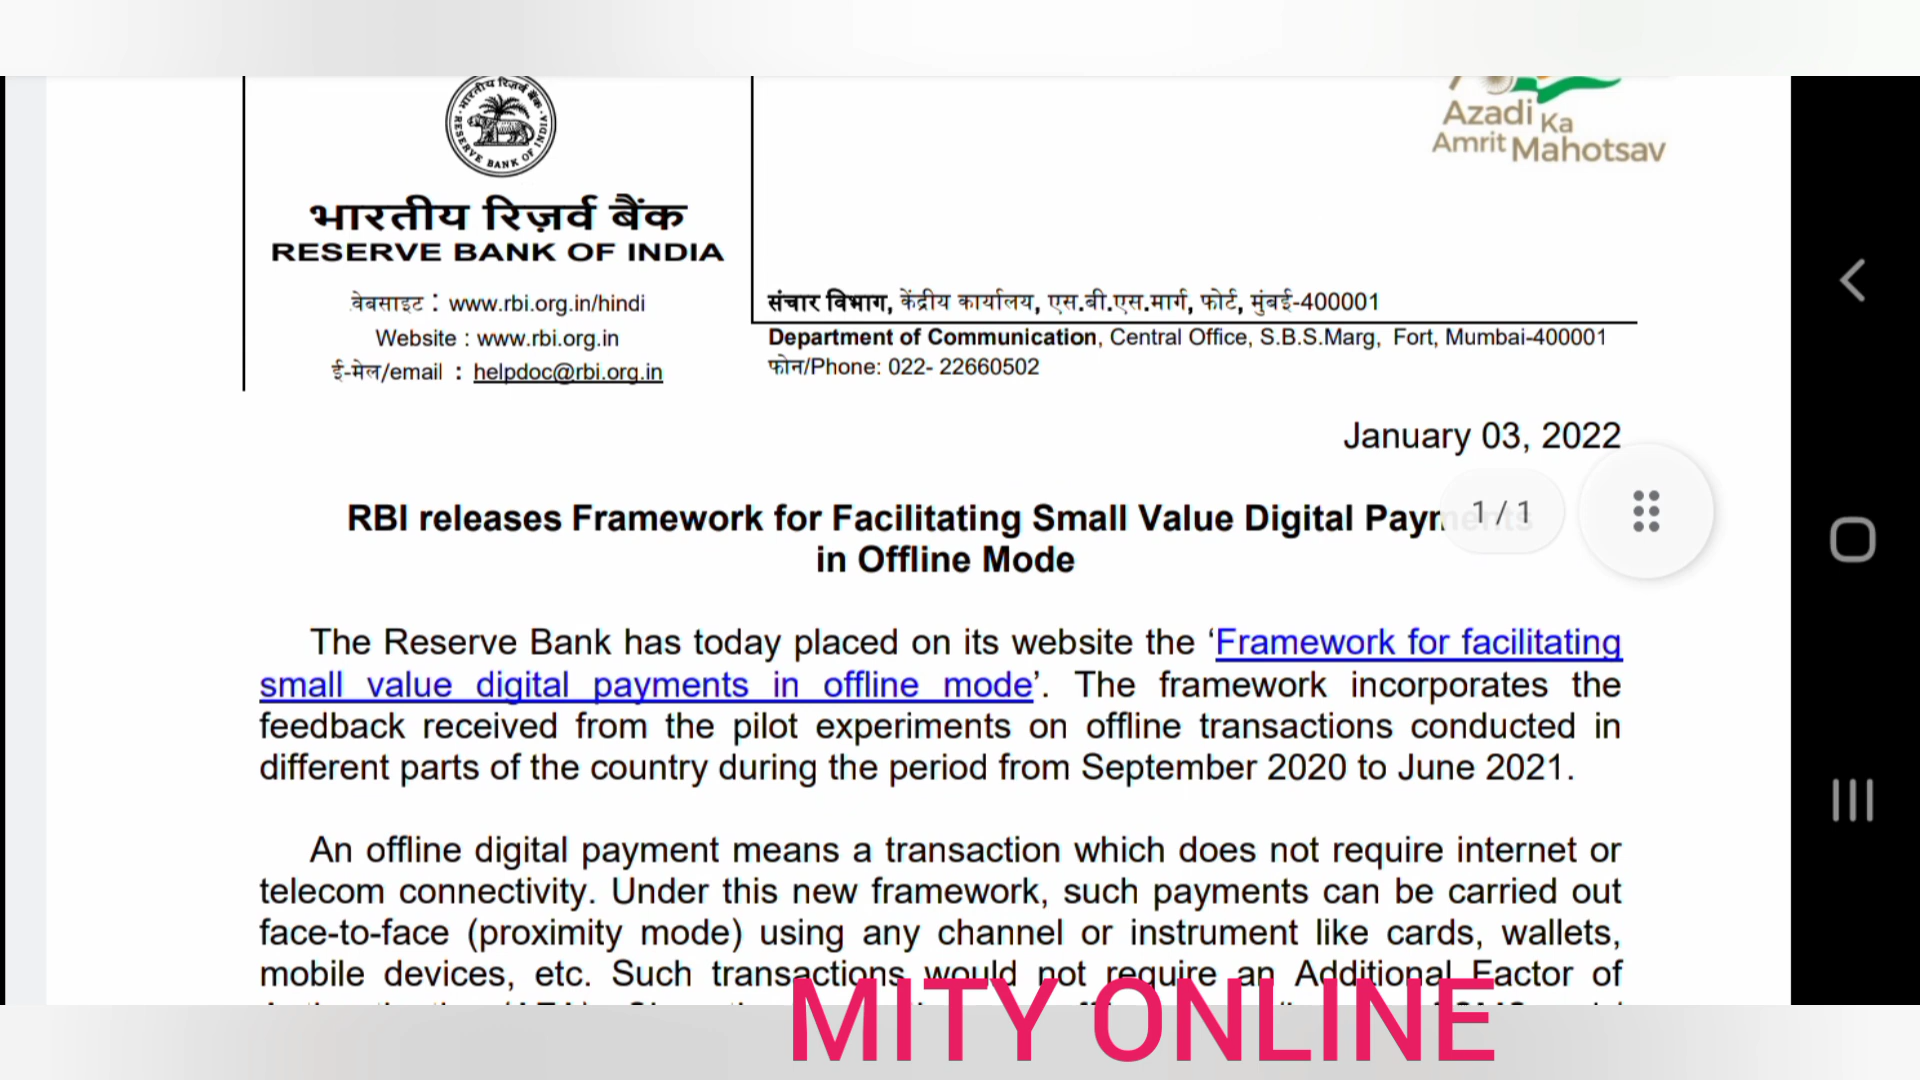 भारतीय रिज़र्व बैंक
RESERVE BANK OF INDIA
भारतीय रिज़र्व बैंक
RESERVE BANK OF INDIA
वेबसाइट : www.rbi.org.in/hindi
Website : www.rbi.org.in
ई-मेल/email : helpdoc@rbi.org.in
Azadi Ka
Amrit Mahotsav
संचार विभाग, केंद्रीय कार्यालय, एस.बी.एस.मार्ग, फोर्ट, मुंबई-400001
Department of Communication, Central Office, S.B.S.Marg, Fort, Mumbai-400001
फोन/Phone: 022- 22660502
January 03, 2022
RBI releases Framework for Facilitating Small Value Digital Payments
1 / 1
in Offline Mode
The Reserve Bank has today placed on its website the ‘Framework for facilitating
small value digital payments in offline mode’. The framework incorporates the
feedback received from the pilot experiments on offline transactions conducted in
different parts of the country during the period from September 2020 to June 2021.
An offline digital payment means a transaction which does not require internet or
telecom connectivity. Under this new framework, such payments can be carried out
face-to-face (proximity mode) using any channel or instrument like cards, wallets,
mobile devices, etc. Such transactions would not require an Additional Factor of
MITY ONLINE